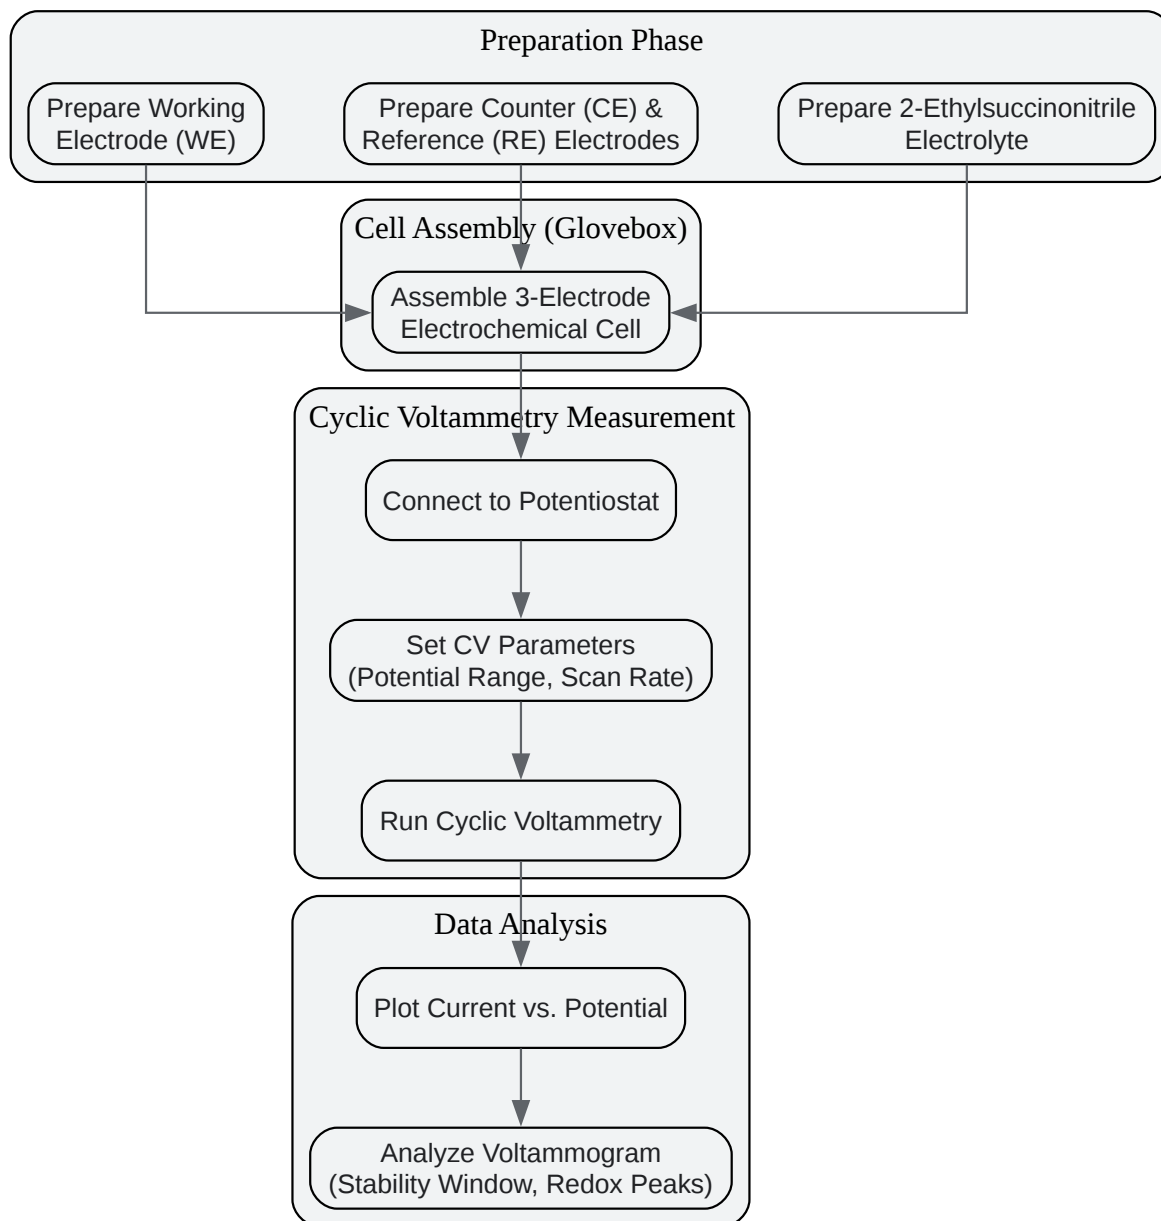 Preparation Phase
Prepare Working
Electrode (WE)
Prepare Counter (CE) &
Reference (RE) Electrodes
Prepare 2-Ethylsuccinonitrile
Electrolyte
Cell Assembly (Glovebox)
Assemble 3-Electrode
Electrochemical Cell
Cyclic Voltammetry Measurement
Connect to Potentiostat
Set CV Parameters
(Potential Range, Scan Rate)
Run Cyclic Voltammetry
Data Analysis
Plot Current vs. Potential
Analyze Voltammogram
(Stability Window, Redox Peaks)